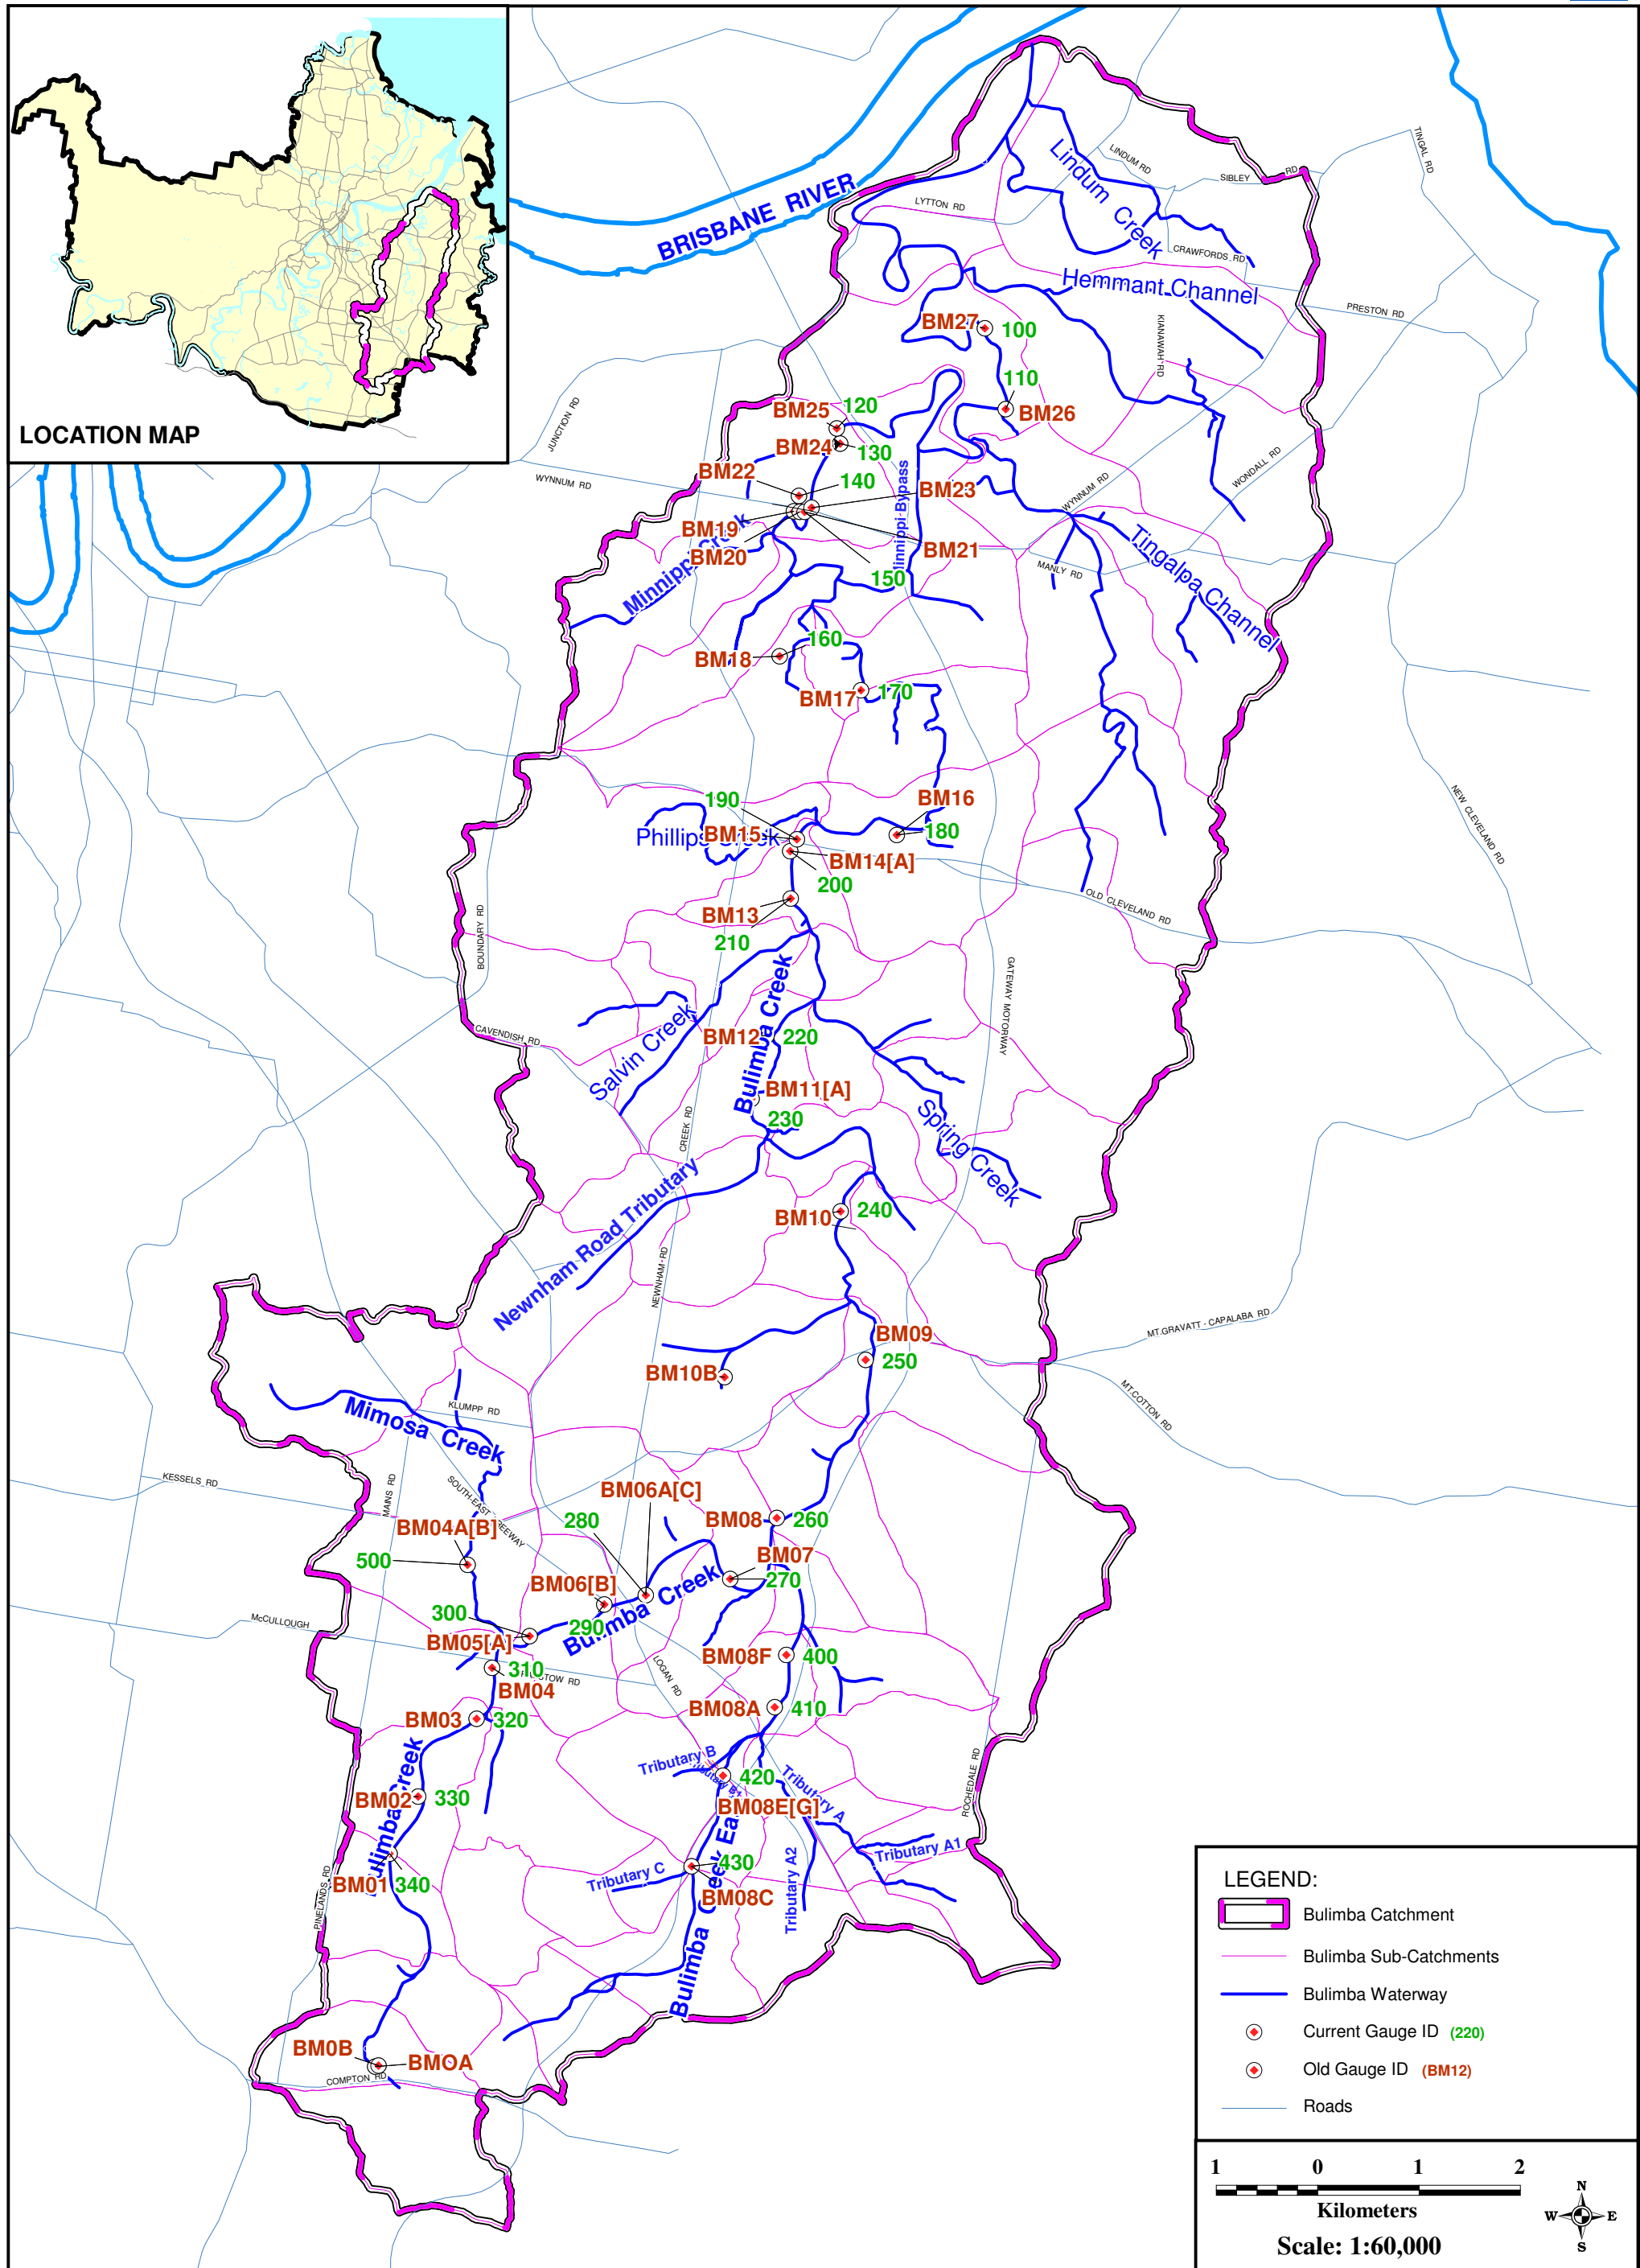 LOCATION MAP
BRISBANE RIVER
Lindum Creek
LINDUM RD
SIBLEY RD
TINGAL RD
LYTTON RD
CRAWFORDS RD
Hemmant Channel
PRESTON RD
KIANAWAH RD
BM27
100
110
BM26
BM25
120
BM24
130
JUNCTION RD
WYNNUM RD
BM22
140
BM23
WYNNUM RD
WONDALL RD
BM19
BM20
BM21
150
MANLY RD
Tingalpa Channel
160
BM18
BM17
170
190
BM16
BM15
180
BM14[A]
200
BM13
210
BOUNDARY RD
OLD CLEVELAND RD
NEW CLEVELAND RD
GATEWAY MOTORWAY
CAVENDISH RD
Salvin Creek
Bulimba Creek
BM12
220
BM11[A]
230
CREEK RD
Spring Creek
Newnham Road Tributary
BM10
240
NEWNHAM RD
BM09
250
MT.GRAVATT - CAPALABA RD
MT.COTTON RD
BM10B
Mimosa Creek
KLUMPP RD
KESSELS RD
MAINS RD
BM06A[C]
280
BM04A[B]
500
BM08
260
BM07
270
BM06[B]
290
Bulimba Creek
300
McCULLOUGH
BM05[A]
310
BM04
LOGAN RD
BM08F
400
BM03
320
BM08A
410
Tributary B
420
Tributary A
BM08E[G]
ROCHEDALE RD
BM02
330
Tributary A1
BM01
340
PINELANDS RD
430
Tributary C
BM08C
Tributary A2
BM0B
BMOA
COMPTON RD
LEGEND:
Bulimba Catchment
Bulimba Sub-Catchments
Bulimba Waterway
Current Gauge ID (220)
Old Gauge ID (BM12)
Roads
1 0 1 2
Kilometers
Scale: 1:60,000
N
W E
S